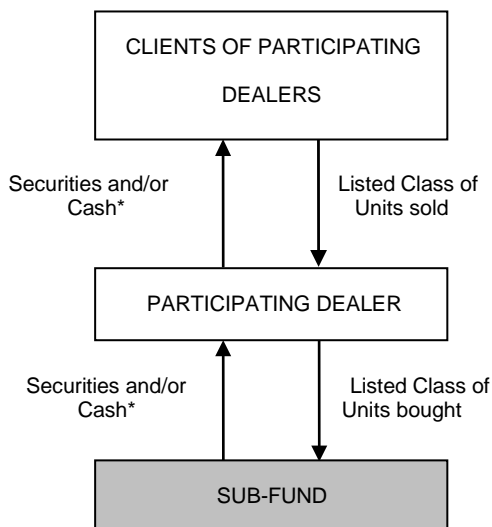 CLIENTS OF PARTICIPATING
DEALERS
Securities and/or
Cash*
Listed Class of
Units sold
PARTICIPATING DEALER
Securities and/or
Cash*
Listed Class of
Units bought
SUB-FUND